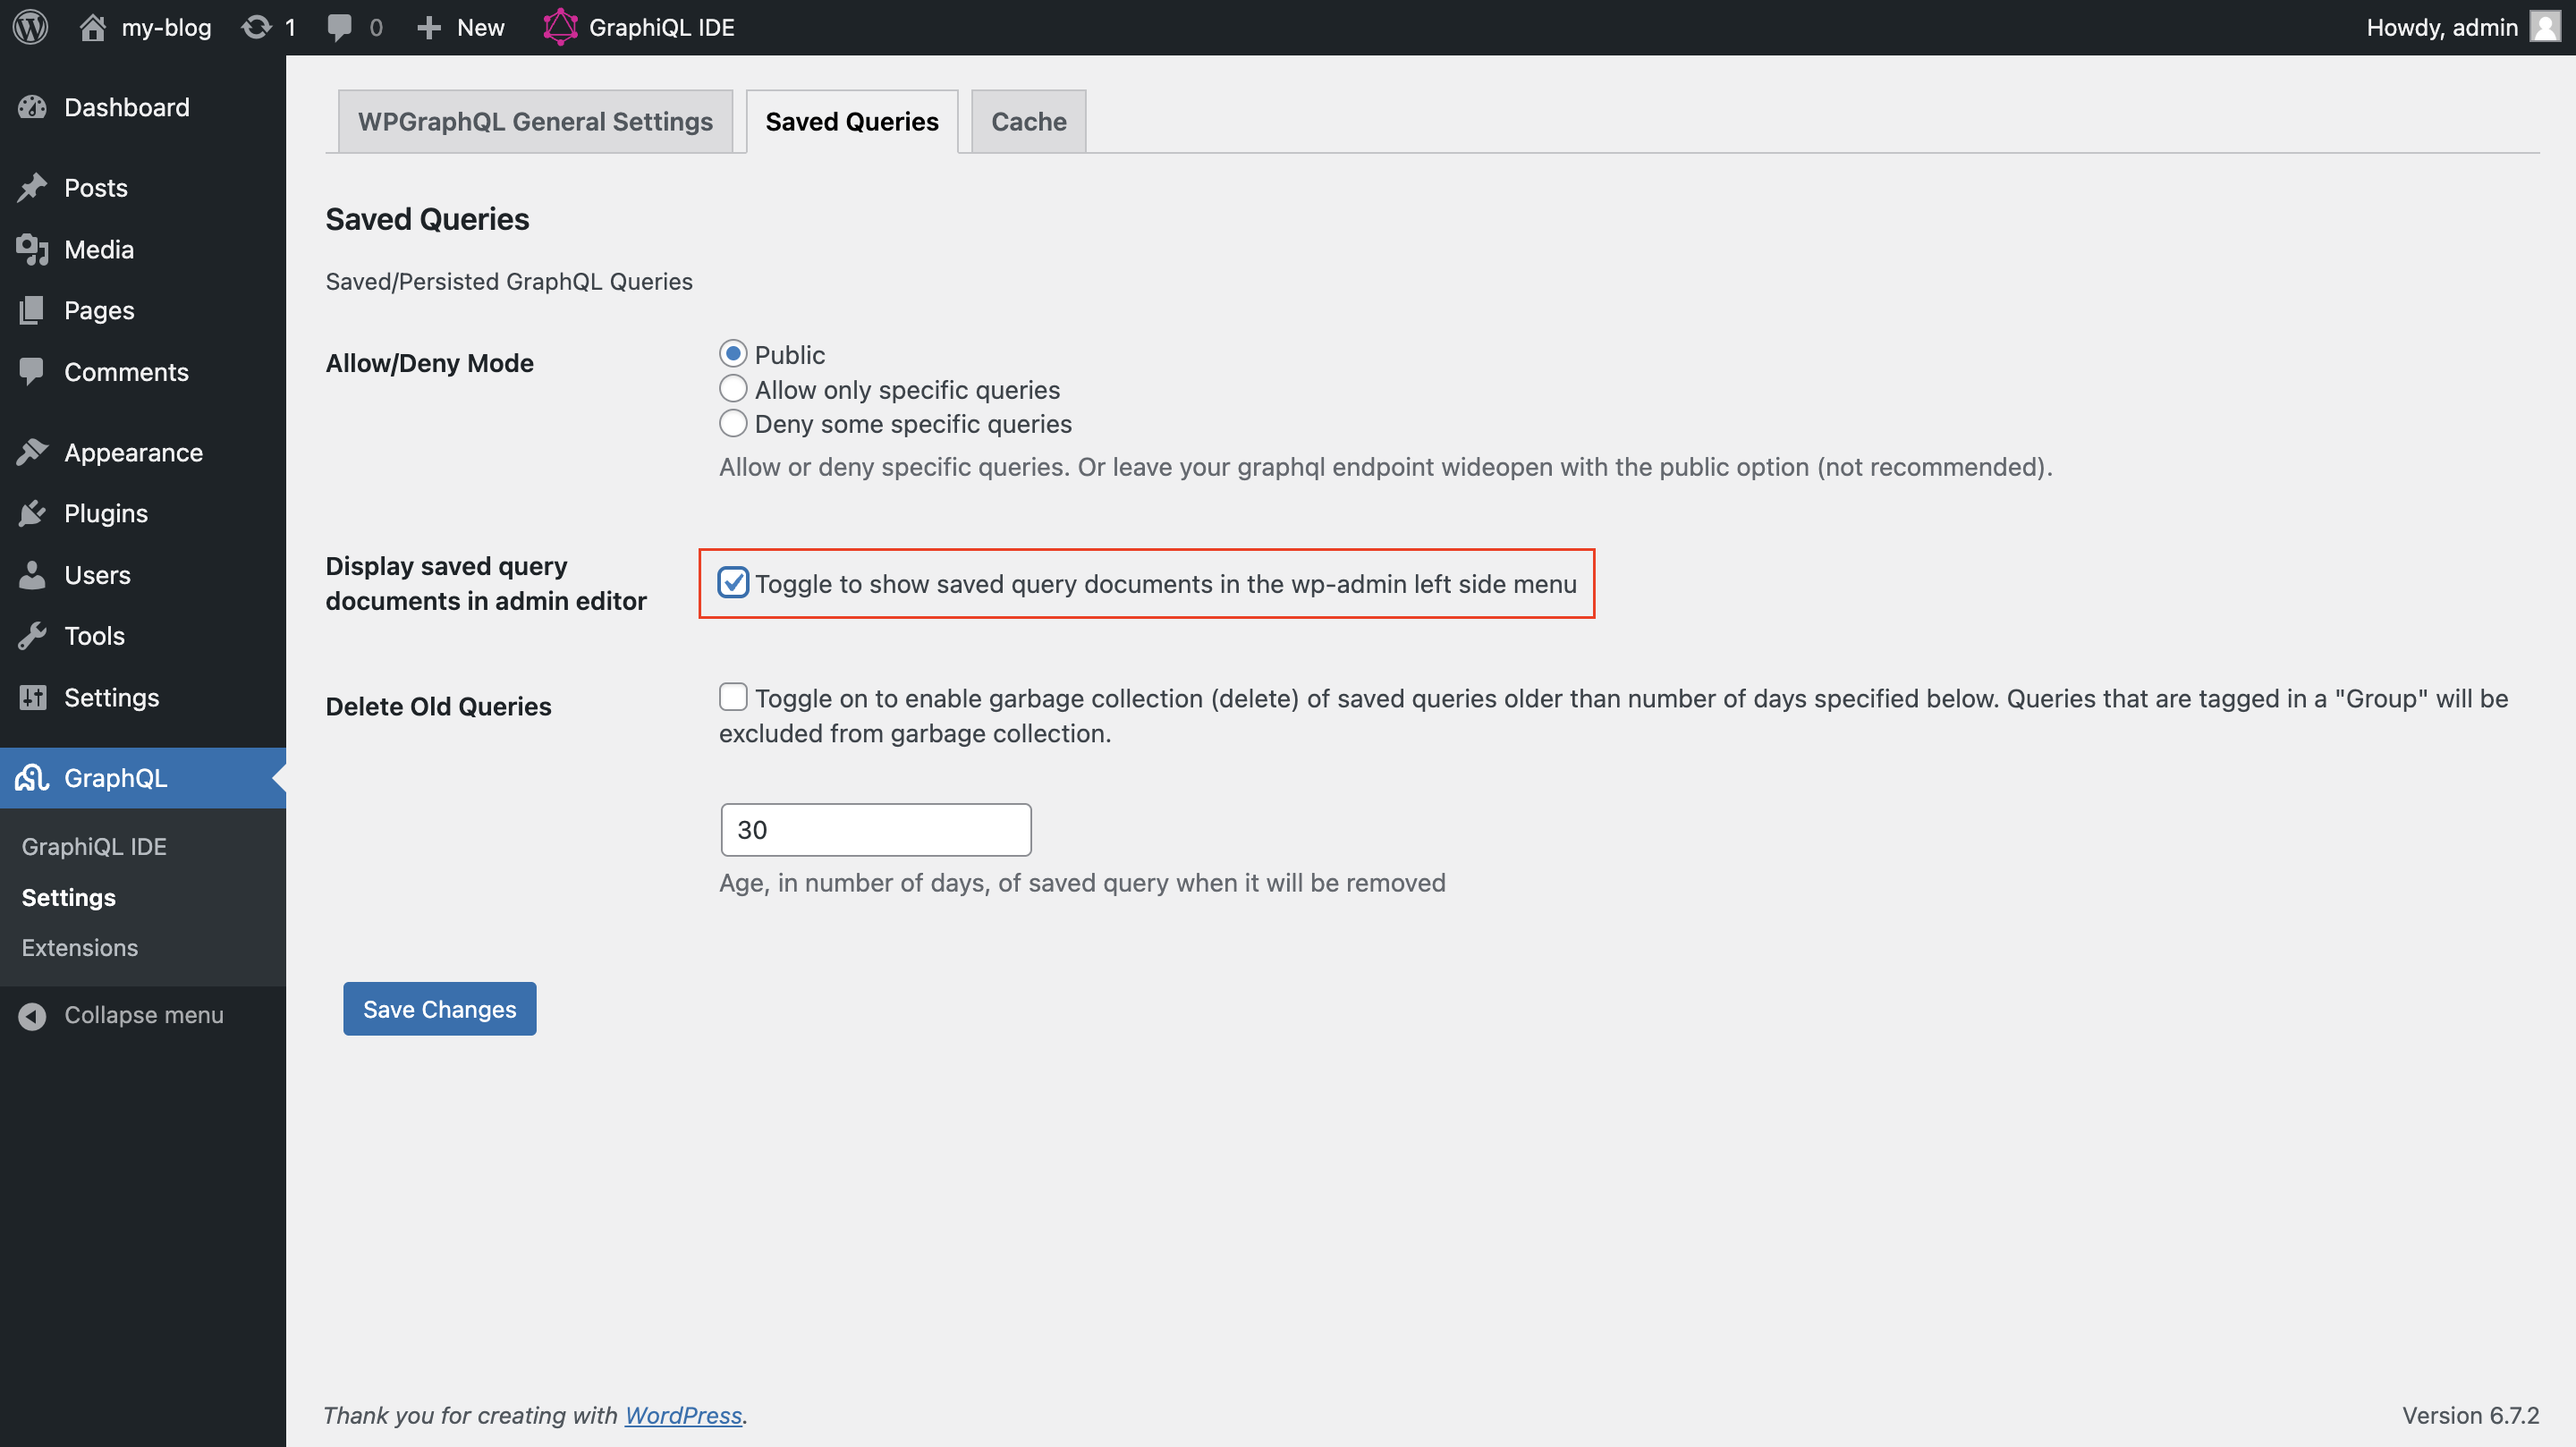 my-blog
1
0
New
GraphiQL IDE
Howdy, admin
Dashboard
Posts
Media
Pages
Comments
Appearance
Plugins
Users
Tools
Settings
GraphQL
GraphiQL IDE
Settings
Extensions
Collapse menu
WPGraphQL General Settings
Saved Queries
Cache
Saved Queries
Saved/Persisted GraphQL Queries
Allow/Deny Mode
Public
Allow only specific queries
Deny some specific queries
Allow or deny specific queries. Or leave your graphql endpoint wideopen with the public option (not recommended).
Display saved query
documents in admin editor
Toggle to show saved query documents in the wp-admin left side menu
Delete Old Queries
Toggle on to enable garbage collection (delete) of saved queries older than number of days specified below. Queries that are tagged in a "Group" will be
excluded from garbage collection.
30
Age, in number of days, of saved query when it will be removed
Save Changes
Thank you for creating with WordPress.
Version 6.7.2